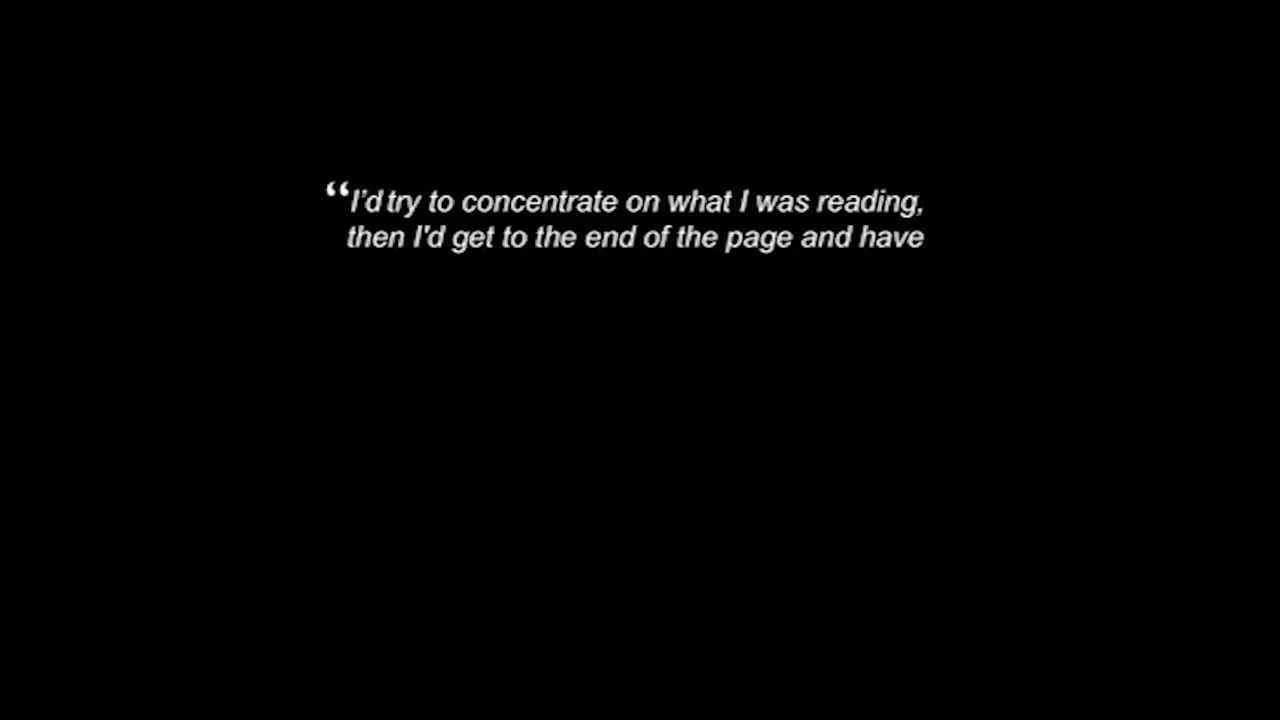 “I’d try to concentrate on what I was reading,
then I'd get to the end of the page and have